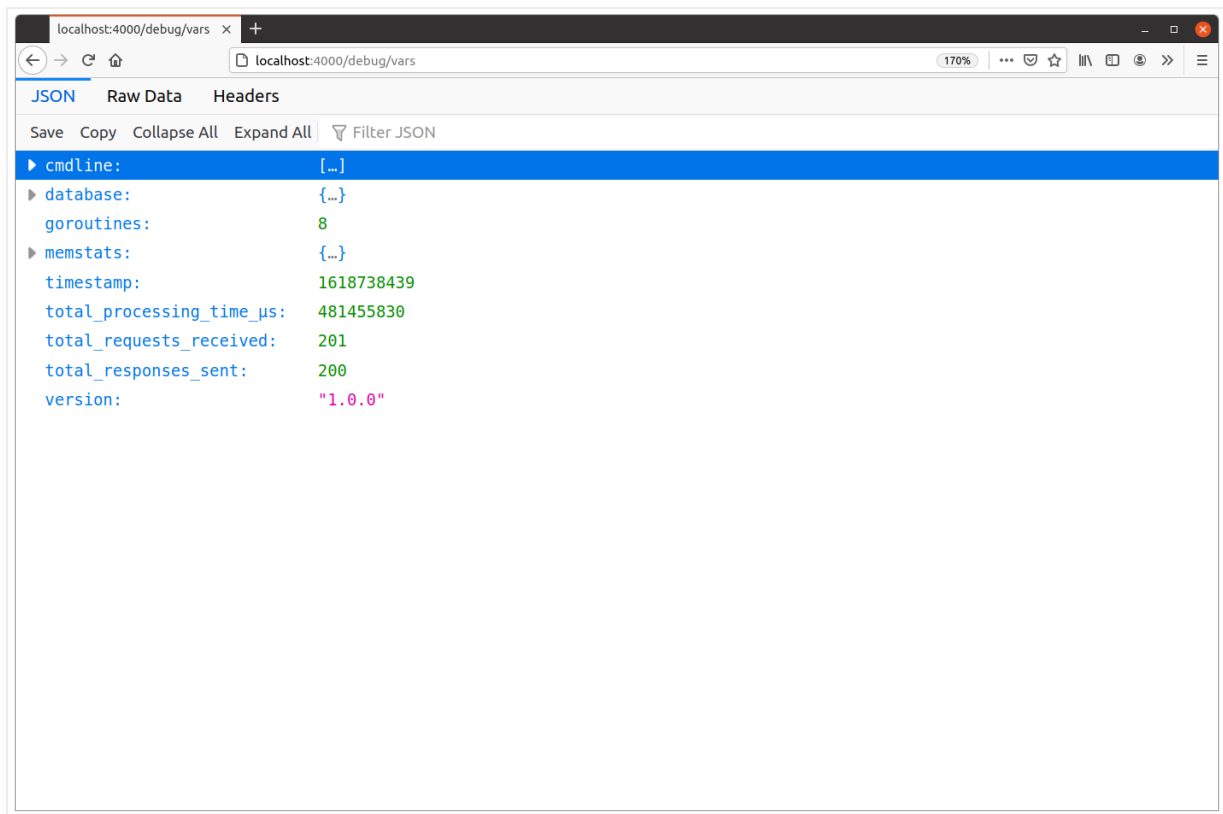 localhost:4000/debug/vars
localhost:4000/debug/vars 170%
JSON Raw Data Headers
Save Copy Collapse All Expand All Filter JSON
cmdline: […]
database: {…}
goroutines: 8
memstats: {…}
timestamp: 1618738439
total_processing_time_μs: 481455830
total_requests_received: 201
total_responses_sent: 200
version: "1.0.0"